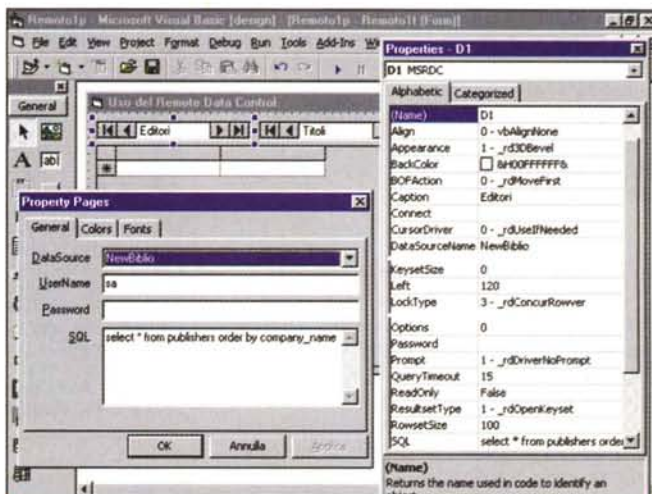 Remoto1p - Microsoft Visual Basic [design] - [Remoto1p - Remoto1f (Form)]
File Edit View Project Format Debug Run Tools Add-Ins
General
Uso del Remote Data Control
Editori
Titoli
A
ab|
Property Pages
General Colors Fonts
DataSource NewBiblio
UserName sa
Password
SQL select * from publishers order by company_name
OK Annulla Applica
Properties - D1
D1 MSRDC
Alphabetic Categorized
(Name) D1
Align 0 - vbAlignNone
Appearance 1 - _rd3DBevel
BackColor &H00FFFFFF&
BOFAction 0 - _rdMoveFirst
Caption Editori
Connect
CursorDriver 0 - _rdUseIfNeeded
DataSourceName NewBiblio
KeysetSize 0
Left 120
LockType 3 - _rdConcurRowver
Options 0
Password
Prompt 1 - _rdDriverNoPrompt
QueryTimeout 15
ReadOnly False
ResultsetType 1 - _rdOpenKeyset
RowsetSize 100
SQL select * from publishers order
(Name)
Returns the name used in code to identify an